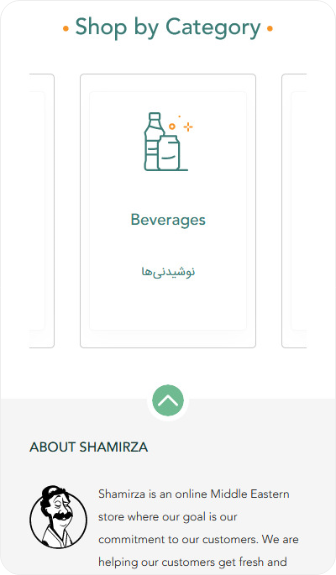 • Shop by Category •
Beverages
نوشیدنی‌ها
ABOUT SHAMIRZA
Shamirza is an online Middle Eastern
store where our goal is our
commitment to our customers. We are
helping our customers get fresh and